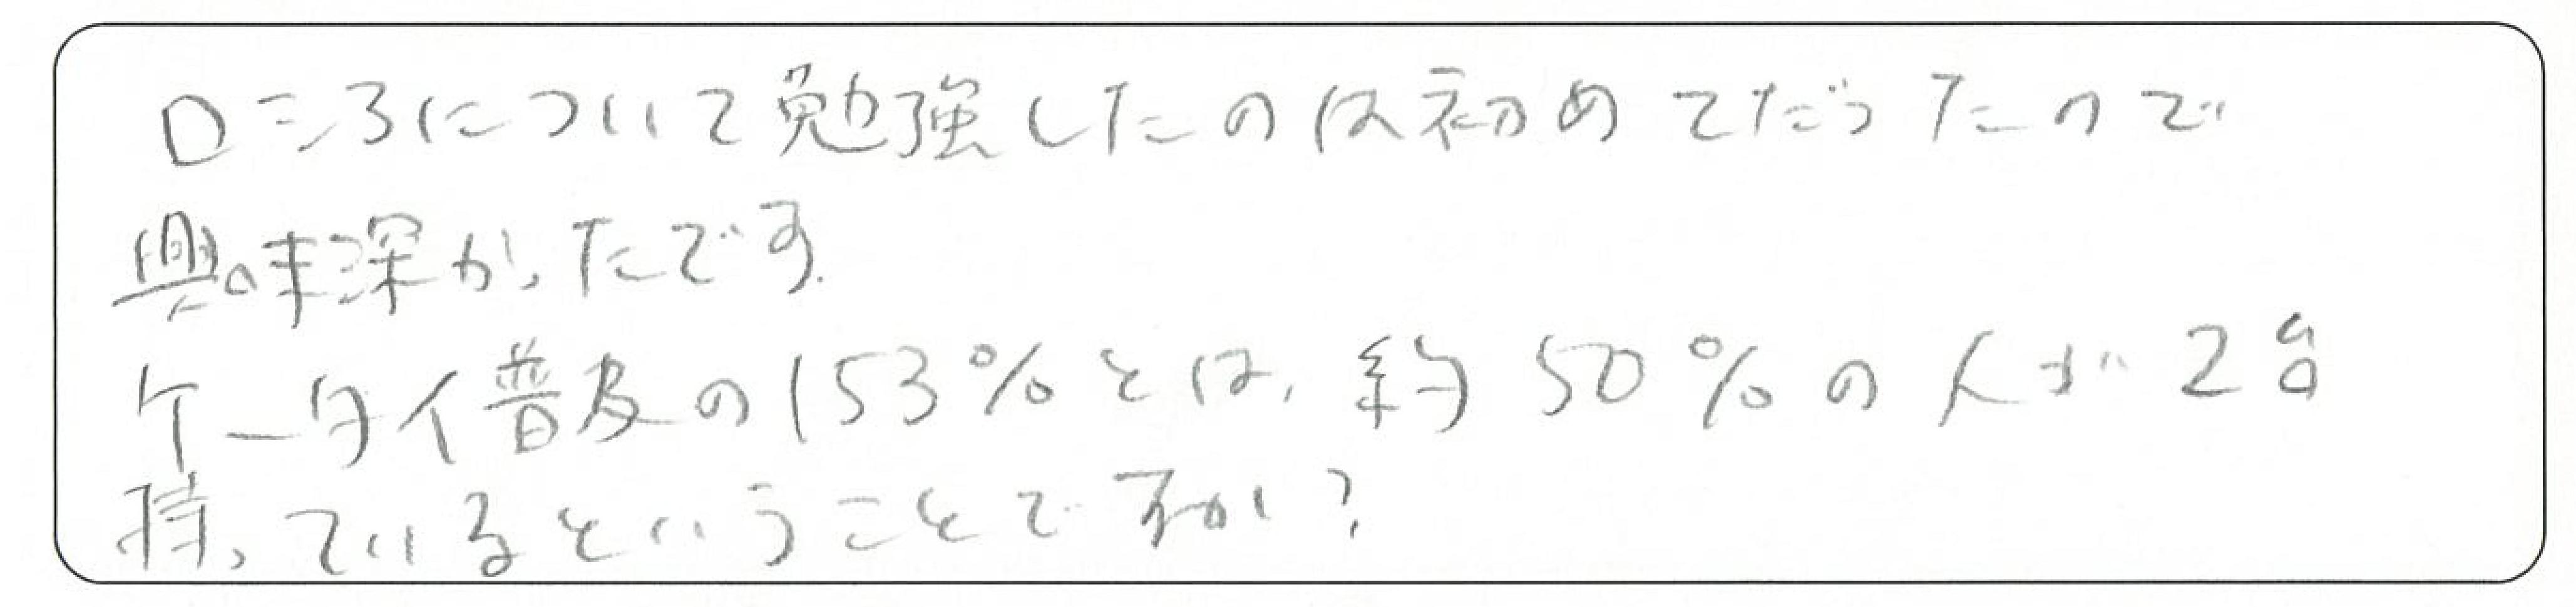 ロシアについて勉強したのは初めてだったので
興味深かったです。
ケータイ普及の153%とは、約50%の人が2台
持っているということですか?